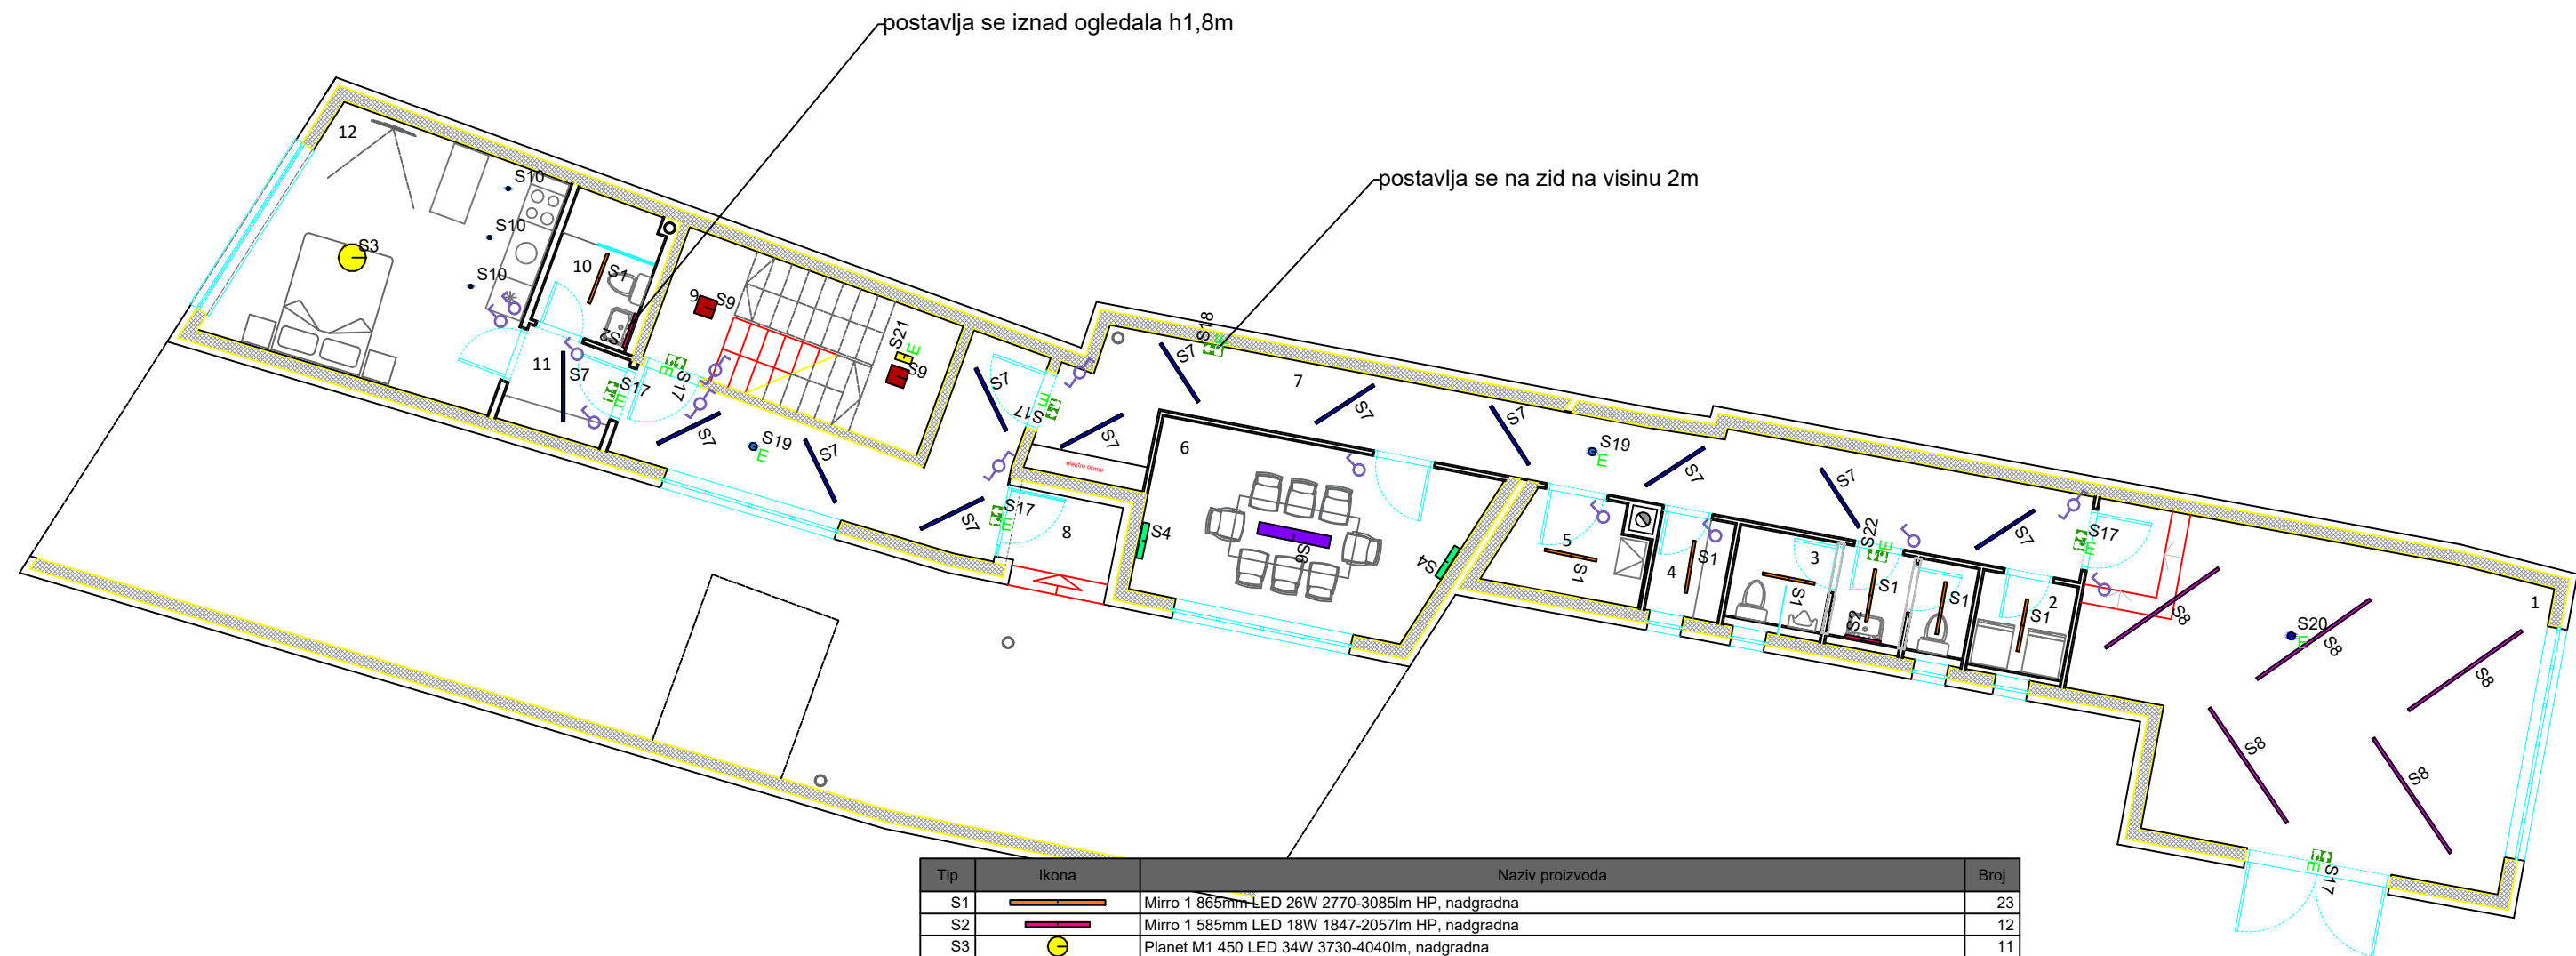 postavlja se iznad ogledala h1,8m
postavlja se na zid na visinu 2m
12
S10
S10
S10
S3
10
S1
S2
11
S7
S17
E
S17
E
9
S9
S21
E
S9
S7
S19
E
S7
S7
S7
S17
E
S17
E
8
elektro ormar
S7
S7
S18
E
7
S7
S7
S19
E
S7
S7
S7
6
S4
S6
S4
5
S1
4
S1
3
S1
S22
E
S1
S2
S1
2
S1
S17
E
1
S8
S20
E
S8
S8
S8
S8
S17
E
Tip Ikona Naziv proizvoda Broj
S1 Mirro 1 865mm LED 26W 2770-3085lm HP, nadgradna 23
S2 Mirro 1 585mm LED 18W 1847-2057lm HP, nadgradna 12
S3 Planet M1 450 LED 34W 3730-4040lm, nadgradna 11